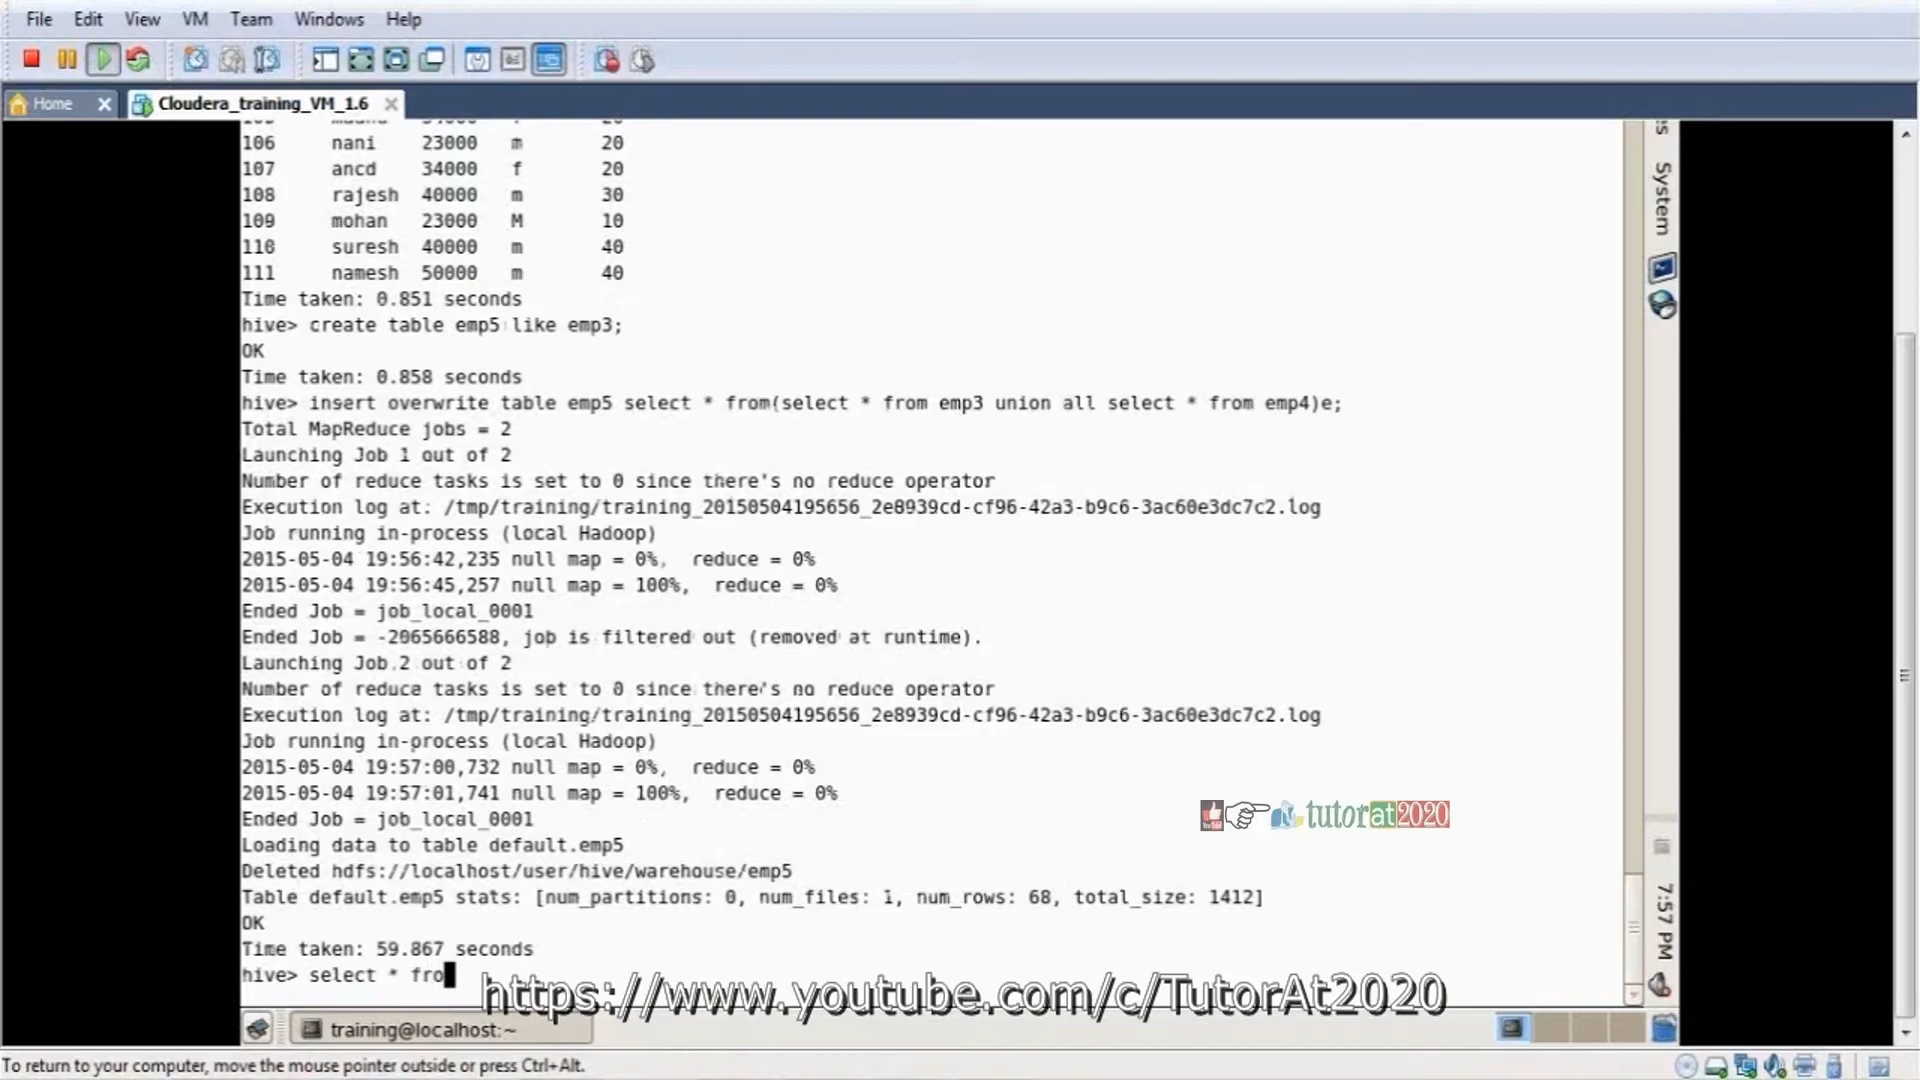 File Edit View VM Team Windows Help
Home
Cloudera_training_VM_1.6
106 nani 23000 m 20
107 ancd 34000 f 20
108 rajesh 40000 m 30
109 mohan 23000 M 10
110 suresh 40000 m 40
111 namesh 50000 m 40
Time taken: 0.851 seconds
hive> create table emp5 like emp3;
OK
Time taken: 0.858 seconds
hive> insert overwrite table emp5 select * from(select * from emp3 union all select * from emp4)e;
Total MapReduce jobs = 2
Launching Job 1 out of 2
Number of reduce tasks is set to 0 since there's no reduce operator
Execution log at: /tmp/training/training_20150504195656_2e8939cd-cf96-42a3-b9c6-3ac60e3dc7c2.log
Job running in-process (local Hadoop)
2015-05-04 19:56:42,235 null map = 0%, reduce = 0%
2015-05-04 19:56:45,257 null map = 100%, reduce = 0%
Ended Job = job_local_0001
Ended Job = -2065666588, job is filtered out (removed at runtime).
Launching Job 2 out of 2
Number of reduce tasks is set to 0 since there's no reduce operator
Execution log at: /tmp/training/training_20150504195656_2e8939cd-cf96-42a3-b9c6-3ac60e3dc7c2.log
Job running in-process (local Hadoop)
2015-05-04 19:57:00,732 null map = 0%, reduce = 0%
2015-05-04 19:57:01,741 null map = 100%, reduce = 0%
Ended Job = job_local_0001
Loading data to table default.emp5
Deleted hdfs://localhost/user/hive/warehouse/emp5
Table default.emp5 stats: [num_partitions: 0, num_files: 1, num_rows: 68, total_size: 1412]
OK
Time taken: 59.867 seconds
hive> select * fro
System
7:57 PM
tutorat2020
https://www.youtube.com/c/TutorAt2020
training@localhost:~
To return to your computer, move the mouse pointer outside or press Ctrl+Alt.